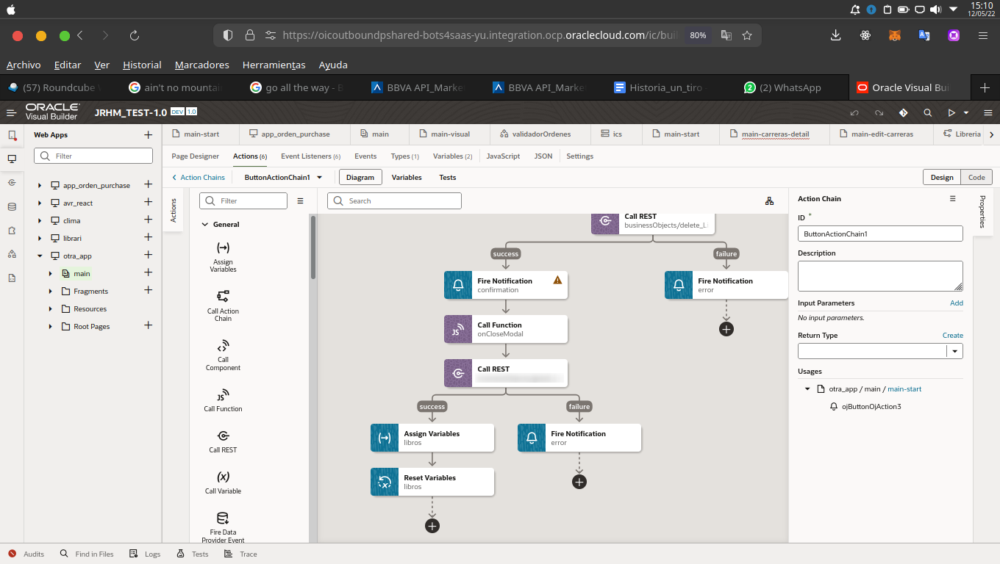 15:10
12/05/22
https://oicoutboundpshared-bots4saas-yu.integration.ocp.oraclecloud.com/ic/buil
80%
Archivo Editar Ver Historial Marcadores Herramientas Ayuda
(57) Roundcube
ain't no mountai
go all the way - B
BBVA API_Marke
BBVA API_Marke
Historia_un_tiro -
(2) WhatsApp
Oracle Visual Bui
ORACLE
Visual Builder
JRHM_TEST-1.0 DEV 1.0
Web Apps
Filter
app_orden_purchase
avr_react
clima
librari
otra_app
main
Fragments
Resources
Root Pages
main-start
app_orden_purchase
main
main-visual
validadorOrdenes
ics
main-start
main-carreras-detail
main-edit-carreras
Libreria
Page Designer Actions (6) Event Listeners (6) Events Types (1) Variables (2) JavaScript JSON Settings
Action Chains ButtonActionChain1 Diagram Variables Tests Design Code
Actions
Filter
General
Assign
Variables
Call Action
Chain
Call
Component
Call Function
Call REST
Call Variable
Fire Data
Provider Event
Search
Call REST
businessObjects/delete_Li
success
failure
Fire Notification
confirmation
Fire Notification
error
Call Function
onCloseModal
JS
Call REST
success
failure
Assign Variables
libros
Fire Notification
error
Reset Variables
libros
Action Chain
ID *
ButtonActionChain1
Description
Input Parameters Add
No input parameters.
Return Type Create
Usages
otra_app / main / main-start
ojButtonOjAction3
Properties
Audits Find in Files Logs Tests Trace